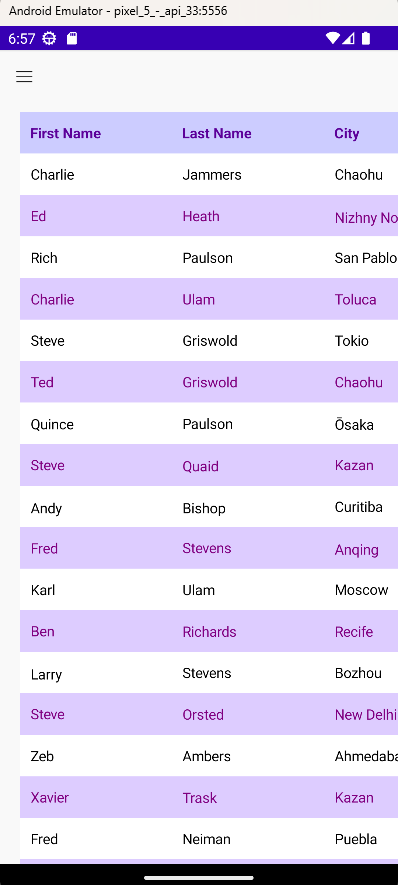 Android Emulator - pixel_5_-_api_33:5556
6:57
First Name Last Name City
Charlie Jammers Chaohu
Ed Heath Nizhny No
Rich Paulson San Pablo
Charlie Ulam Toluca
Steve Griswold Tokio
Ted Griswold Chaohu
Quince Paulson Ōsaka
Steve Quaid Kazan
Andy Bishop Curitiba
Fred Stevens Anqing
Karl Ulam Moscow
Ben Richards Recife
Larry Stevens Bozhou
Steve Orsted New Delhi
Zeb Ambers Ahmedaba
Xavier Trask Kazan
Fred Neiman Puebla